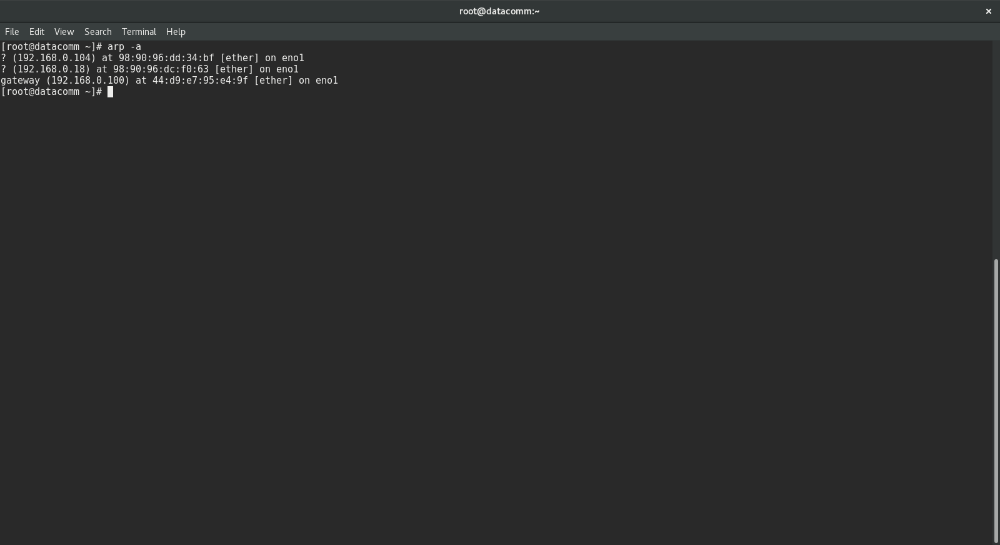 root@datacomm:~ ×
File Edit View Search Terminal Help
[root@datacomm ~]# arp -a
? (192.168.0.104) at 98:90:96:dd:34:bf [ether] on eno1
? (192.168.0.18) at 98:90:96:dc:f0:63 [ether] on eno1
gateway (192.168.0.100) at 44:d9:e7:95:e4:9f [ether] on eno1
[root@datacomm ~]#